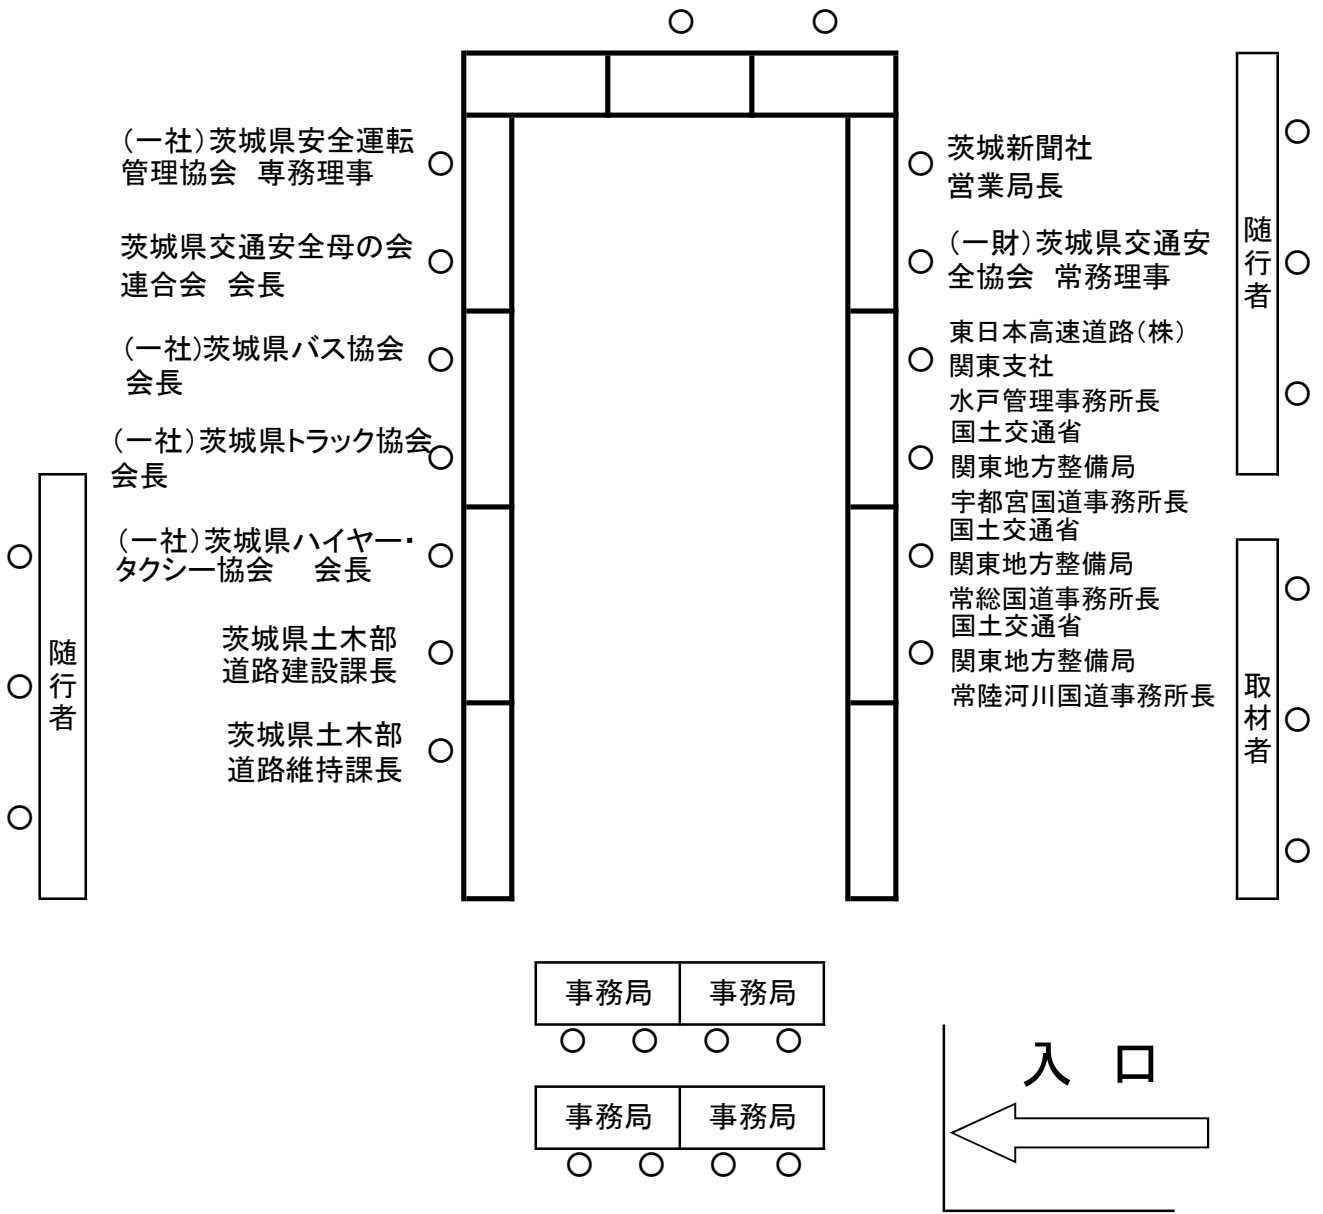 （一社）茨城県安全運転
管理協会　専務理事
茨城県交通安全母の会
連合会　会長
（一社）茨城県バス協会
会長
（一社）茨城県トラック協会
会長
（一社）茨城県ハイヤー・
タクシー協会　会長
茨城県土木部
道路建設課長
茨城県土木部
道路維持課長
随行者
茨城新聞社
営業局長
（一財）茨城県交通安
全協会　常務理事
東日本高速道路（株）
関東支社
水戸管理事務所長
国土交通省
関東地方整備局
宇都宮国道事務所長
国土交通省
関東地方整備局
常総国道事務所長
国土交通省
関東地方整備局
常陸河川国道事務所長
随行者
取材者
事務局　事務局
事務局　事務局
入　口